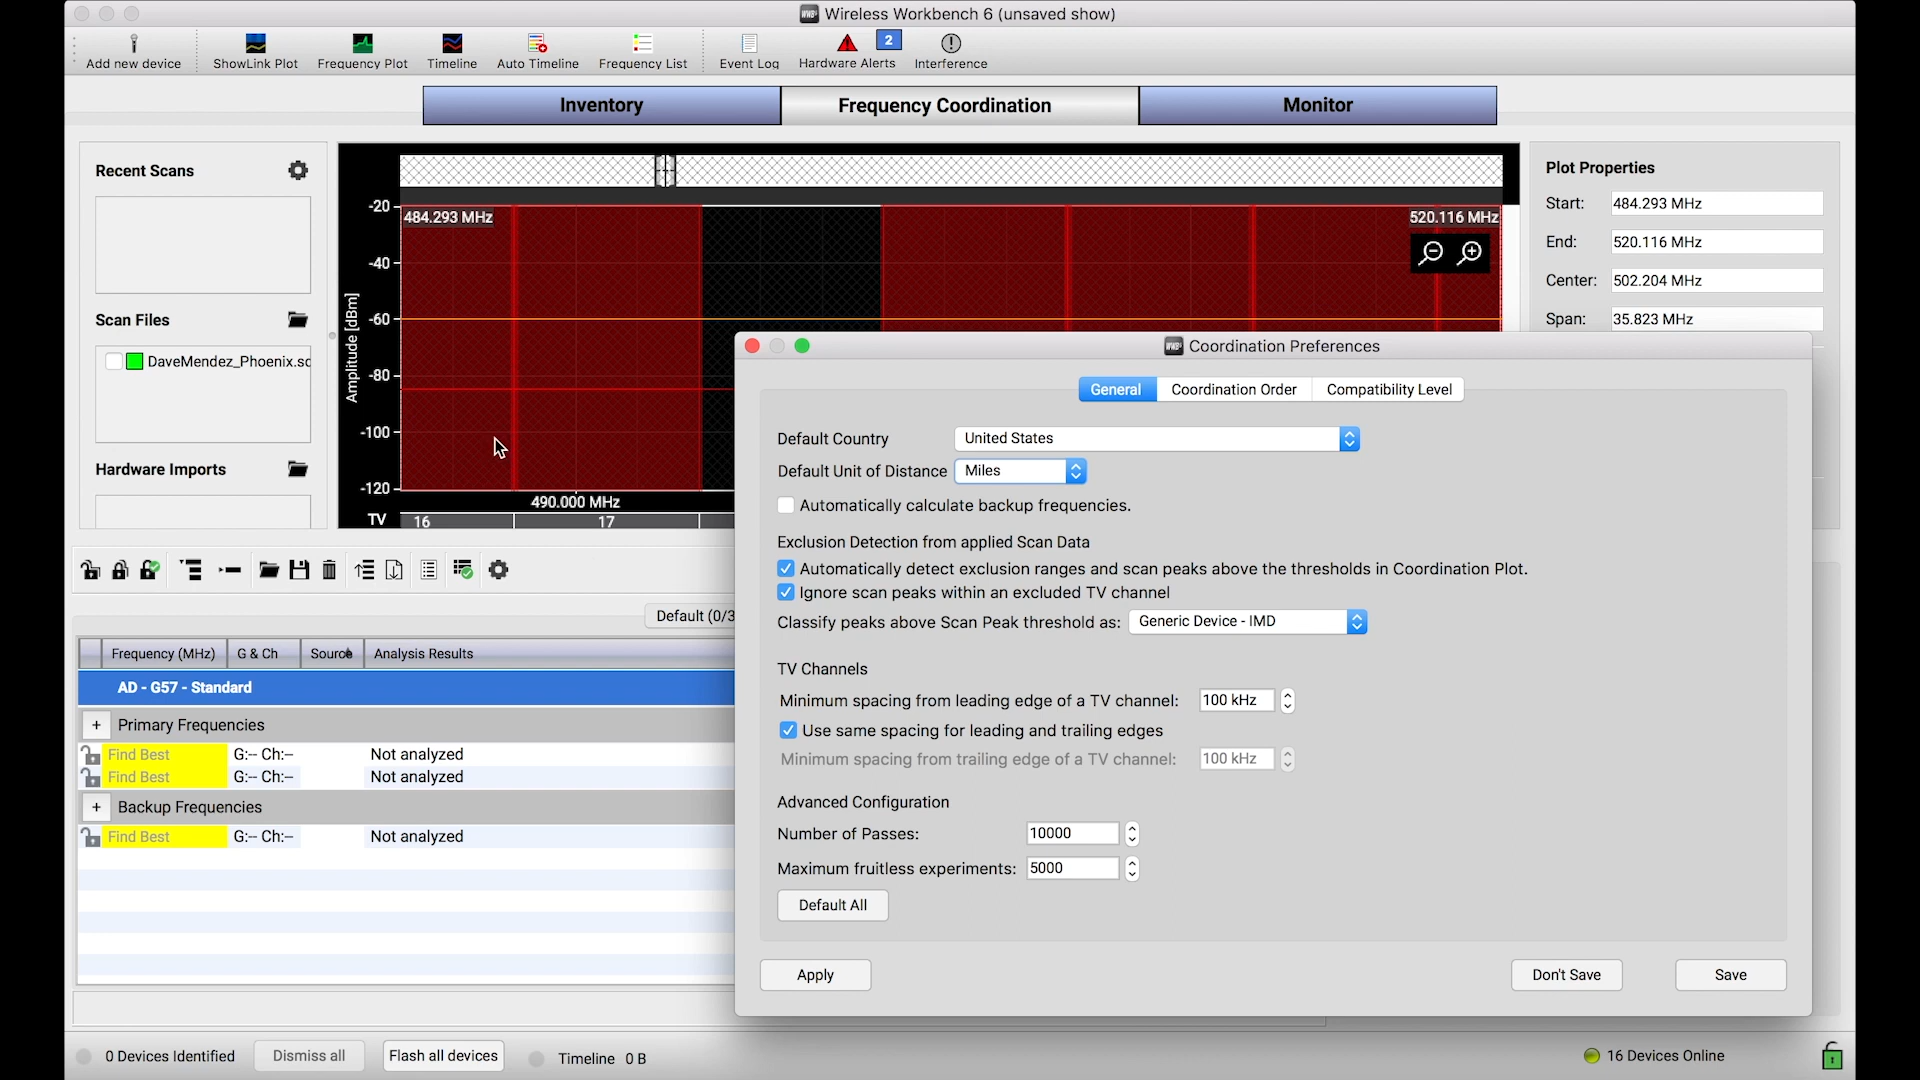 Wireless Workbench 6 (unsaved show)
Add new device
ShowLink Plot
Frequency Plot
Timeline
Auto Timeline
Frequency List
Event Log
Hardware Alerts
2
Interference
Inventory
Frequency Coordination
Monitor
Recent Scans
Scan Files
DaveMendez_Phoenix.sc
Hardware Imports
Amplitude [dBm]
-20
-40
-60
-80
-100
-120
484.293 MHz
520.116 MHz
490.000 MHz
TV 16 17
Plot Properties
Start: 484.293 MHz
End: 520.116 MHz
Center: 502.204 MHz
Span: 35.823 MHz
Default (0/3
Frequency (MHz) G & Ch Source Analysis Results
AD - G57 - Standard
+ Primary Frequencies
Find Best G:-- Ch:-- Not analyzed
Find Best G:-- Ch:-- Not analyzed
+ Backup Frequencies
Find Best G:-- Ch:-- Not analyzed
Coordination Preferences
General Coordination Order Compatibility Level
Default Country United States
Default Unit of Distance Miles
Automatically calculate backup frequencies.
Exclusion Detection from applied Scan Data
Automatically detect exclusion ranges and scan peaks above the thresholds in Coordination Plot.
Ignore scan peaks within an excluded TV channel
Classify peaks above Scan Peak threshold as: Generic Device - IMD
TV Channels
Minimum spacing from leading edge of a TV channel: 100 kHz
Use same spacing for leading and trailing edges
Minimum spacing from trailing edge of a TV channel: 100 kHz
Advanced Configuration
Number of Passes: 10000
Maximum fruitless experiments: 5000
Default All
Apply
Don't Save
Save
0 Devices Identified
Dismiss all
Flash all devices
Timeline 0 B
16 Devices Online